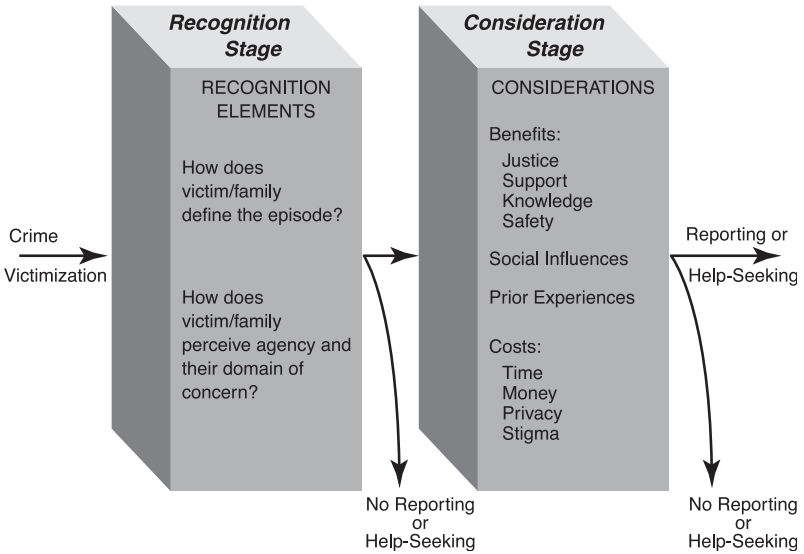 Recognition
Stage
RECOGNITION
ELEMENTS
How does
victim/family
define the episode?
How does
victim/family
perceive agency and
their domain of
concern?
Consideration
Stage
CONSIDERATIONS
Benefits:
Justice
Support
Knowledge
Safety
Social Influences
Prior Experiences
Costs:
Time
Money
Privacy
Stigma
Crime
Victimization
Reporting or
Help-Seeking
No Reporting
or
Help-Seeking
No Reporting
or
Help-Seeking